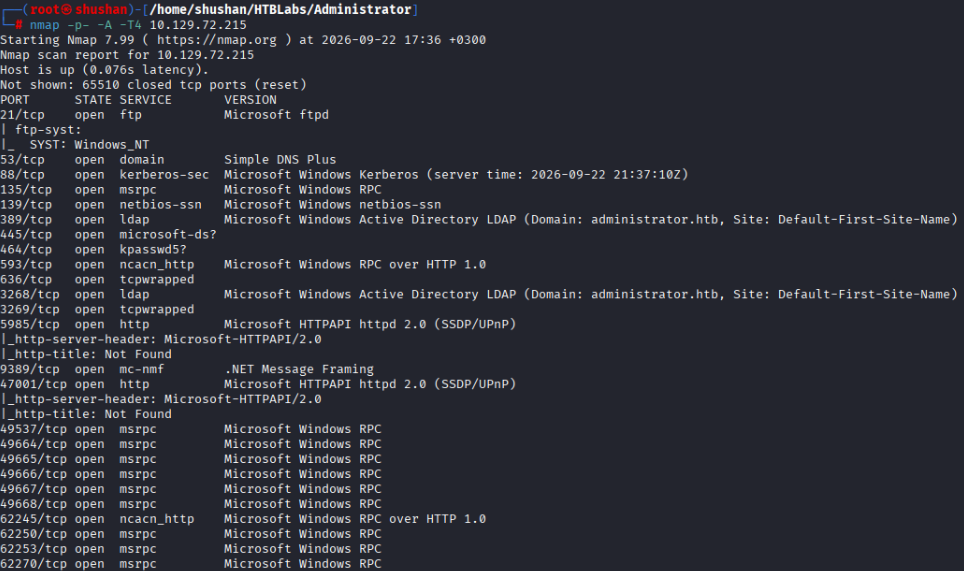 ┌──(root㉿shushan)-[/home/shushan/HTBLabs/Administrator]
└─# nmap -p- -A -T4 10.129.72.215
Starting Nmap 7.99 ( https://nmap.org ) at 2026-09-22 17:36 +0300
Nmap scan report for 10.129.72.215
Host is up (0.076s latency).
Not shown: 65510 closed tcp ports (reset)
PORT      STATE SERVICE       VERSION
21/tcp    open  ftp           Microsoft ftpd
| ftp-syst:
|_  SYST: Windows_NT
53/tcp    open  domain        Simple DNS Plus
88/tcp    open  kerberos-sec  Microsoft Windows Kerberos (server time: 2026-09-22 21:37:10Z)
135/tcp   open  msrpc         Microsoft Windows RPC
139/tcp   open  netbios-ssn   Microsoft Windows netbios-ssn
389/tcp   open  ldap          Microsoft Windows Active Directory LDAP (Domain: administrator.htb, Site: Default-First-Site-Name)
445/tcp   open  microsoft-ds?
464/tcp   open  kpasswd5?
593/tcp   open  ncacn_http    Microsoft Windows RPC over HTTP 1.0
636/tcp   open  tcpwrapped
3268/tcp  open  ldap          Microsoft Windows Active Directory LDAP (Domain: administrator.htb, Site: Default-First-Site-Name)
3269/tcp  open  tcpwrapped
5985/tcp  open  http          Microsoft HTTPAPI httpd 2.0 (SSDP/UPnP)
|_http-server-header: Microsoft-HTTPAPI/2.0
|_http-title: Not Found
9389/tcp  open  mc-nmf        .NET Message Framing
47001/tcp open  http          Microsoft HTTPAPI httpd 2.0 (SSDP/UPnP)
|_http-server-header: Microsoft-HTTPAPI/2.0
|_http-title: Not Found
49537/tcp open  msrpc         Microsoft Windows RPC
49664/tcp open  msrpc         Microsoft Windows RPC
49665/tcp open  msrpc         Microsoft Windows RPC
49666/tcp open  msrpc         Microsoft Windows RPC
49667/tcp open  msrpc         Microsoft Windows RPC
49668/tcp open  msrpc         Microsoft Windows RPC
62245/tcp open  ncacn_http    Microsoft Windows RPC over HTTP 1.0
62250/tcp open  msrpc         Microsoft Windows RPC
62253/tcp open  msrpc         Microsoft Windows RPC
62270/tcp open  msrpc         Microsoft Windows RPC